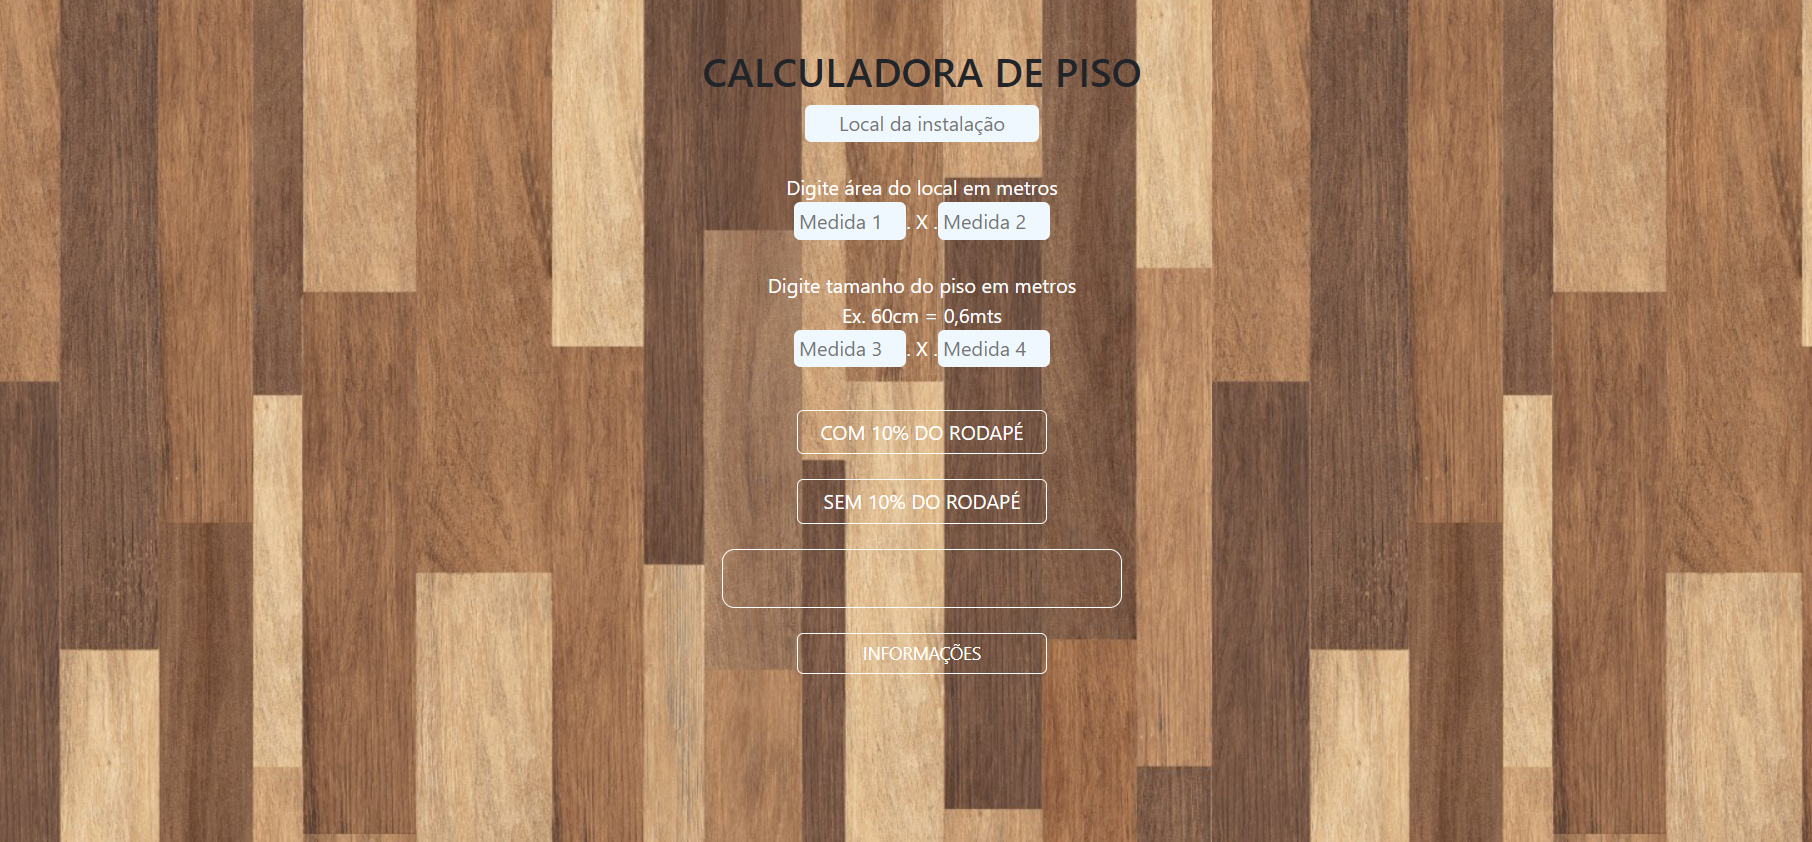 CALCULADORA DE PISO
Local da instalação
Digite área do local em metros
Medida 1 . X . Medida 2
Digite tamanho do piso em metros
Ex. 60cm = 0,6mts
Medida 3 . X . Medida 4
COM 10% DO RODAPÉ
SEM 10% DO RODAPÉ
INFORMAÇÕES